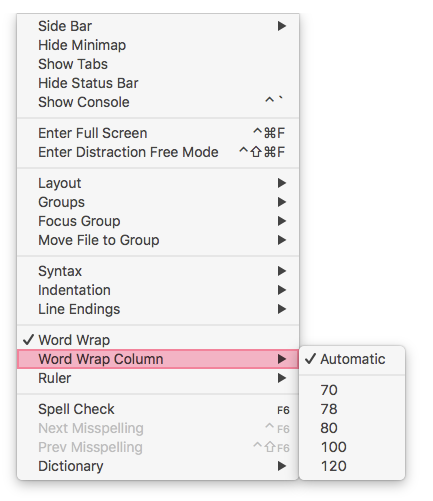 Side Bar ▶
Hide Minimap
Show Tabs
Hide Status Bar
Show Console ^`
Enter Full Screen ^⌘F
Enter Distraction Free Mode ^⇧⌘F
Layout ▶
Groups ▶
Focus Group ▶
Move File to Group ▶
Syntax ▶
Indentation ▶
Line Endings ▶
✓ Word Wrap
Word Wrap Column ▶
✓ Automatic
70
78
80
100
120
Ruler ▶
Spell Check F6
Next Misspelling ^F6
Prev Misspelling ^⇧F6
Dictionary ▶